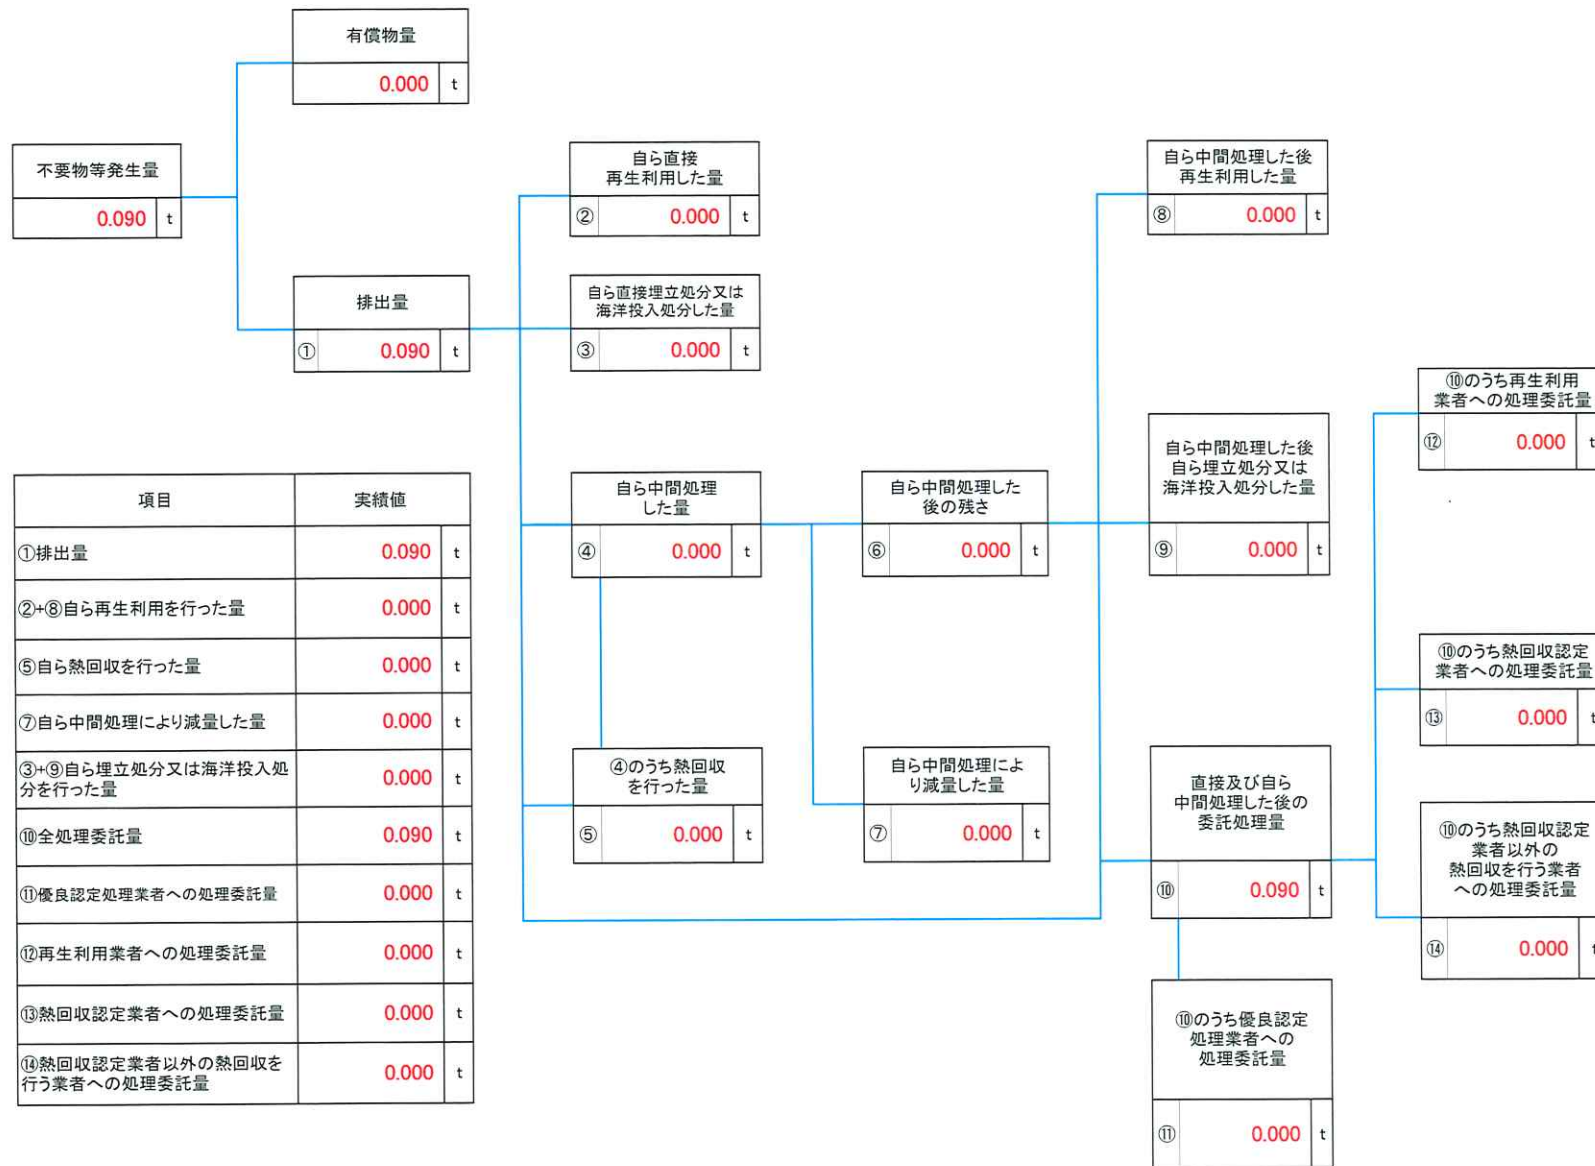 有償物量
0.000 t
不要物等発生量
0.090 t
排出量
① 0.090 t
自ら直接
再生利用した量
② 0.000 t
自ら直接埋立処分又は
海洋投入処分した量
③ 0.000 t
自ら中間処理
した量
④ 0.000 t
④のうち熱回収
を行った量
⑤ 0.000 t
自ら中間処理した
後の残さ
⑥ 0.000 t
自ら中間処理によ
り減量した量
⑦ 0.000 t
自ら中間処理した後
再生利用した量
⑧ 0.000 t
自ら中間処理した後
自ら埋立処分又は
海洋投入処分した量
⑨ 0.000 t
直接及び自ら
中間処理した後の
委託処理量
⑩ 0.090 t
⑩のうち優良認定
処理業者への
処理委託量
⑪ 0.000 t
⑩のうち再生利用
業者への処理委託量
⑫ 0.000 t
⑩のうち熱回収認定
業者への処理委託量
⑬ 0.000 t
⑩のうち熱回収認定
業者以外の
熱回収を行う業者
への処理委託量
⑭ 0.000 t
項目 実績値
①排出量 0.090 t
②+⑧自ら再生利用を行った量 0.000 t
⑤自ら熱回収を行った量 0.000 t
⑦自ら中間処理により減量した量 0.000 t
③+⑨自ら埋立処分又は海洋投入処
分を行った量 0.000 t
⑩全処理委託量 0.090 t
⑪優良認定処理業者への処理委託量 0.000 t
⑫再生利用業者への処理委託量 0.000 t
⑬熱回収認定業者への処理委託量 0.000 t
⑭熱回収認定業者以外の熱回収を
行う業者への処理委託量 0.000 t